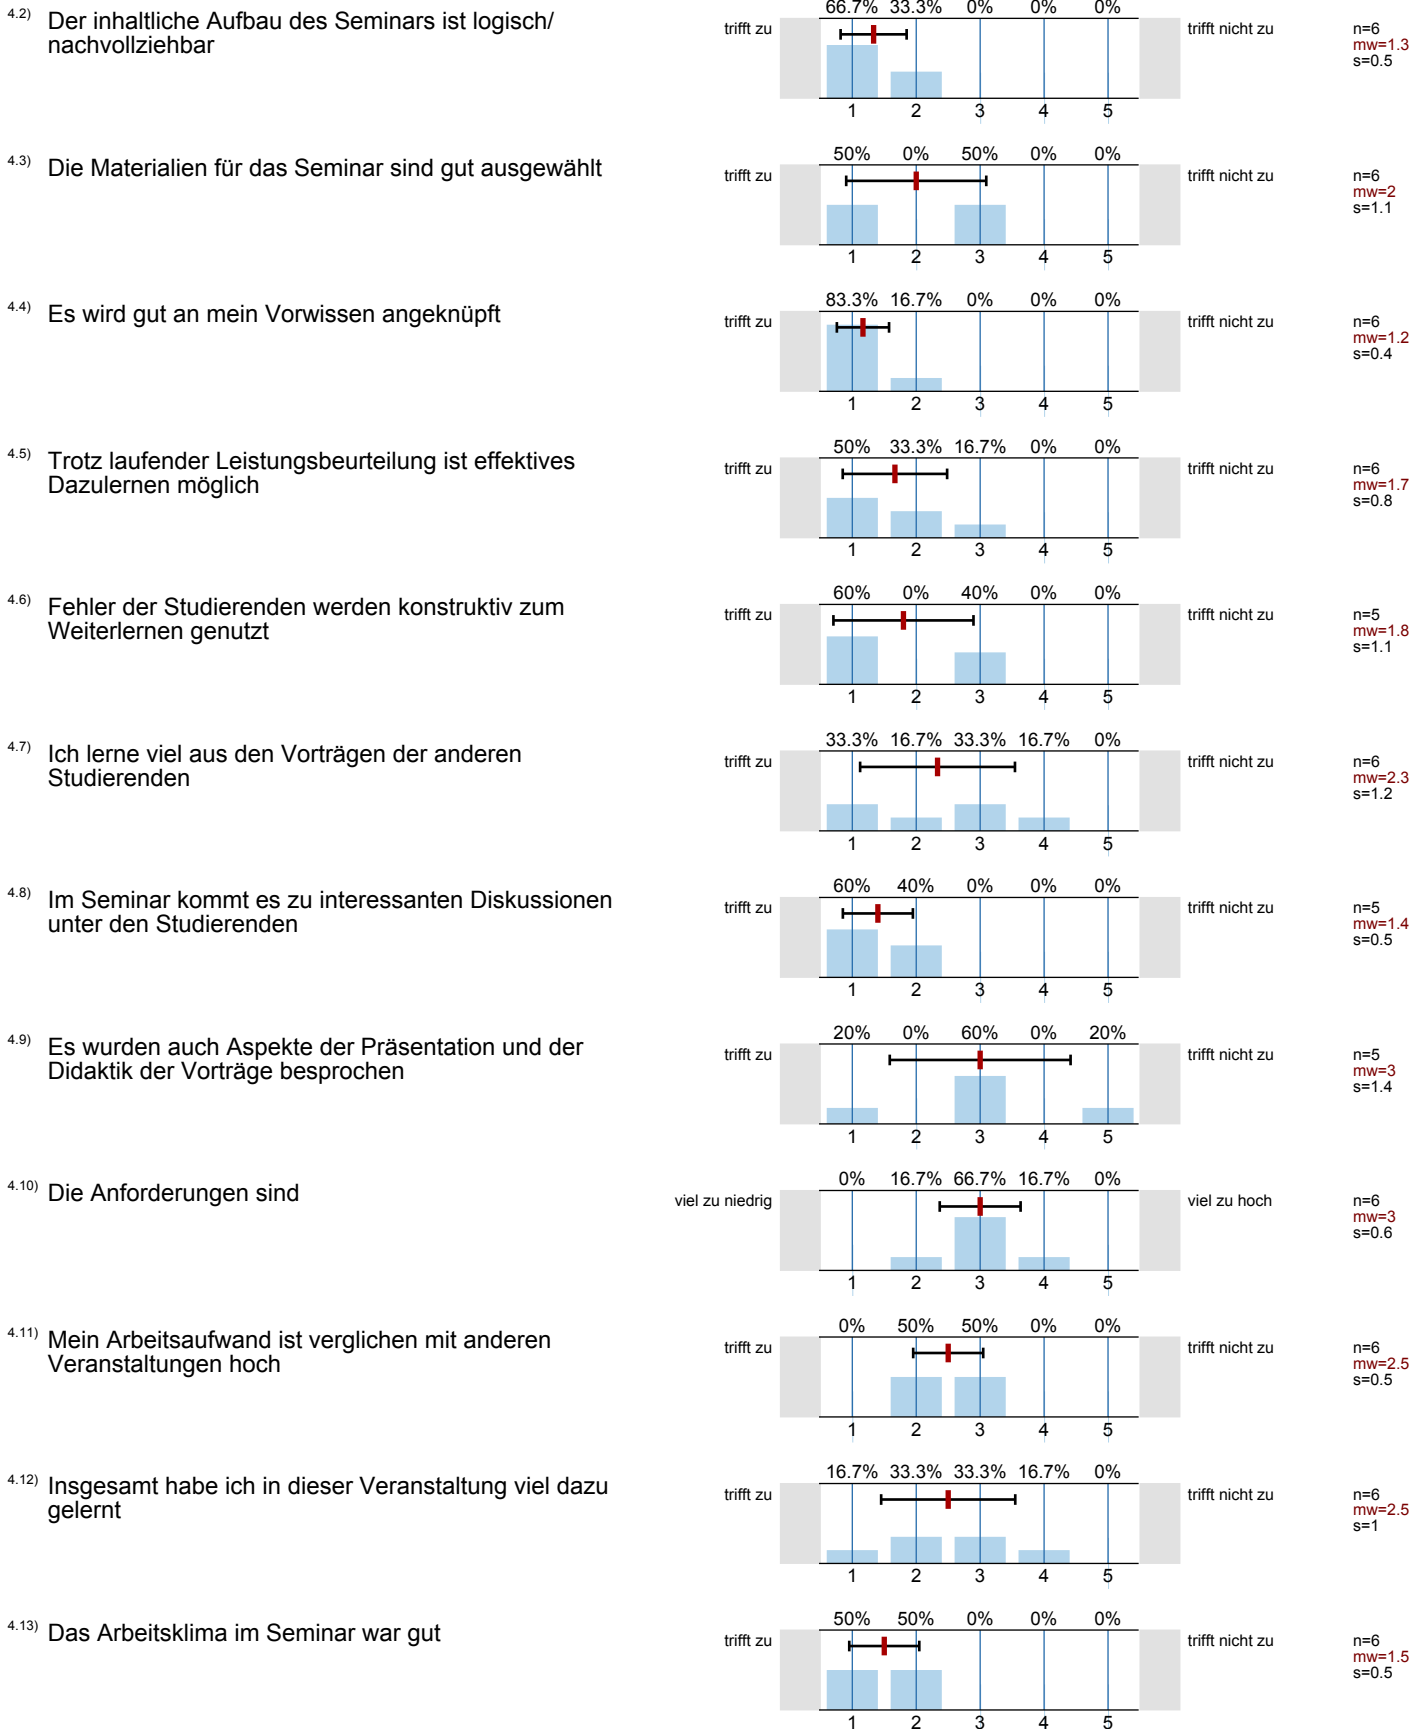 4.2) Der inhaltliche Aufbau des Seminars ist logisch/
nachvollziehbar
66.7% 33.3% 0% 0% 0%
trifft zu
trifft nicht zu
n=6
mw=1.3
s=0.5
1 2 3 4 5
4.3) Die Materialien für das Seminar sind gut ausgewählt
50% 0% 50% 0% 0%
trifft zu
trifft nicht zu
n=6
mw=2
s=1.1
1 2 3 4 5
4.4) Es wird gut an mein Vorwissen angeknüpft
83.3% 16.7% 0% 0% 0%
trifft zu
trifft nicht zu
n=6
mw=1.2
s=0.4
1 2 3 4 5
4.5) Trotz laufender Leistungsbeurteilung ist effektives
Dazulernen möglich
50% 33.3% 16.7% 0% 0%
trifft zu
trifft nicht zu
n=6
mw=1.7
s=0.8
1 2 3 4 5
4.6) Fehler der Studierenden werden konstruktiv zum
Weiterlernen genutzt
60% 0% 40% 0% 0%
trifft zu
trifft nicht zu
n=5
mw=1.8
s=1.1
1 2 3 4 5
4.7) Ich lerne viel aus den Vorträgen der anderen
Studierenden
33.3% 16.7% 33.3% 16.7% 0%
trifft zu
trifft nicht zu
n=6
mw=2.3
s=1.2
1 2 3 4 5
4.8) Im Seminar kommt es zu interessanten Diskussionen
unter den Studierenden
60% 40% 0% 0% 0%
trifft zu
trifft nicht zu
n=5
mw=1.4
s=0.5
1 2 3 4 5
4.9) Es wurden auch Aspekte der Präsentation und der
Didaktik der Vorträge besprochen
20% 0% 60% 0% 20%
trifft zu
trifft nicht zu
n=5
mw=3
s=1.4
1 2 3 4 5
4.10) Die Anforderungen sind
0% 16.7% 66.7% 16.7% 0%
viel zu niedrig
viel zu hoch
n=6
mw=3
s=0.6
1 2 3 4 5
4.11) Mein Arbeitsaufwand ist verglichen mit anderen
Veranstaltungen hoch
0% 50% 50% 0% 0%
trifft zu
trifft nicht zu
n=6
mw=2.5
s=0.5
1 2 3 4 5
4.12) Insgesamt habe ich in dieser Veranstaltung viel dazu
gelernt
16.7% 33.3% 33.3% 16.7% 0%
trifft zu
trifft nicht zu
n=6
mw=2.5
s=1
1 2 3 4 5
4.13) Das Arbeitsklima im Seminar war gut
50% 50% 0% 0% 0%
trifft zu
trifft nicht zu
n=6
mw=1.5
s=0.5
1 2 3 4 5